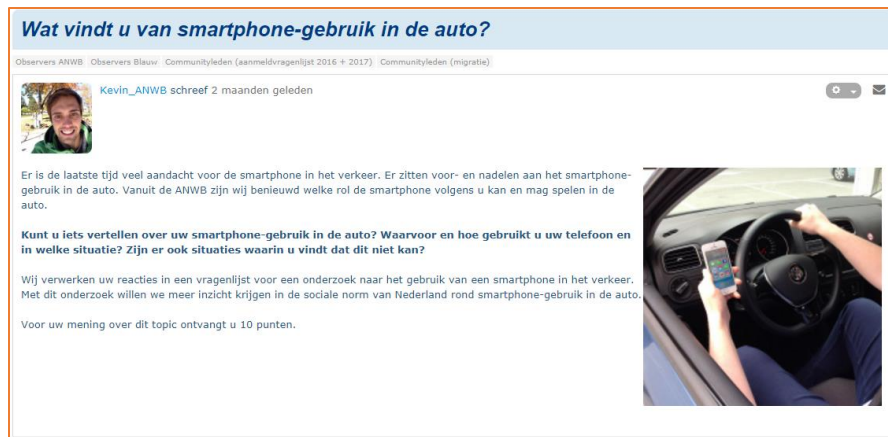 Wat vindt u van smartphone-gebruik in de auto?
Observers ANWB Observers Blauw Communityleden (aanmeldvragenlijst 2016 + 2017) Communityleden (migratie)
Kevin_ANWB schreef 2 maanden geleden
Er is de laatste tijd veel aandacht voor de smartphone in het verkeer. Er zitten voor- en nadelen aan het smartphone-
gebruik in de auto. Vanuit de ANWB zijn wij benieuwd welke rol de smartphone volgens u kan en mag spelen in de
auto.
Kunt u iets vertellen over uw smartphone-gebruik in de auto? Waarvoor en hoe gebruikt u uw telefoon en
in welke situatie? Zijn er ook situaties waarin u vindt dat dit niet kan?
Wij verwerken uw reacties in een vragenlijst voor een onderzoek naar het gebruik van een smartphone in het verkeer.
Met dit onderzoek willen we meer inzicht krijgen in de sociale norm van Nederland rond smartphone-gebruik in de auto.
Voor uw mening over dit topic ontvangt u 10 punten.